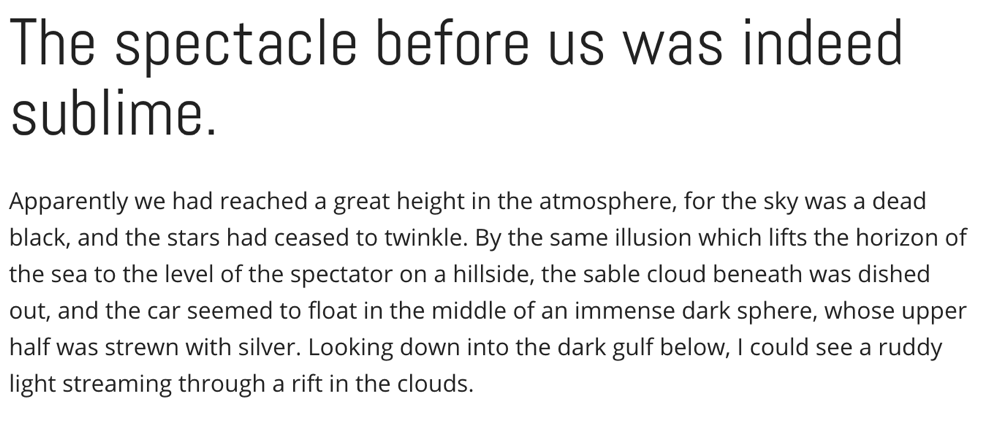 The spectacle before us was indeed
sublime.
Apparently we had reached a great height in the atmosphere, for the sky was a dead
black, and the stars had ceased to twinkle. By the same illusion which lifts the horizon of
the sea to the level of the spectator on a hillside, the sable cloud beneath was dished
out, and the car seemed to float in the middle of an immense dark sphere, whose upper
half was strewn with silver. Looking down into the dark gulf below, I could see a ruddy
light streaming through a rift in the clouds.